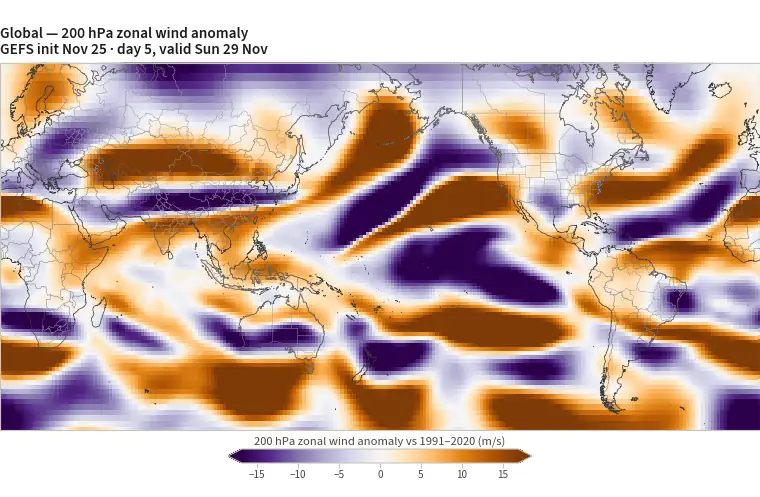 Global — 200 hPa zonal wind anomaly
GEFS init Nov 25 · day 5, valid Sun 29 Nov
200 hPa zonal wind anomaly vs 1991–2020 (m/s)
−15 −10 −5 0 5 10 15